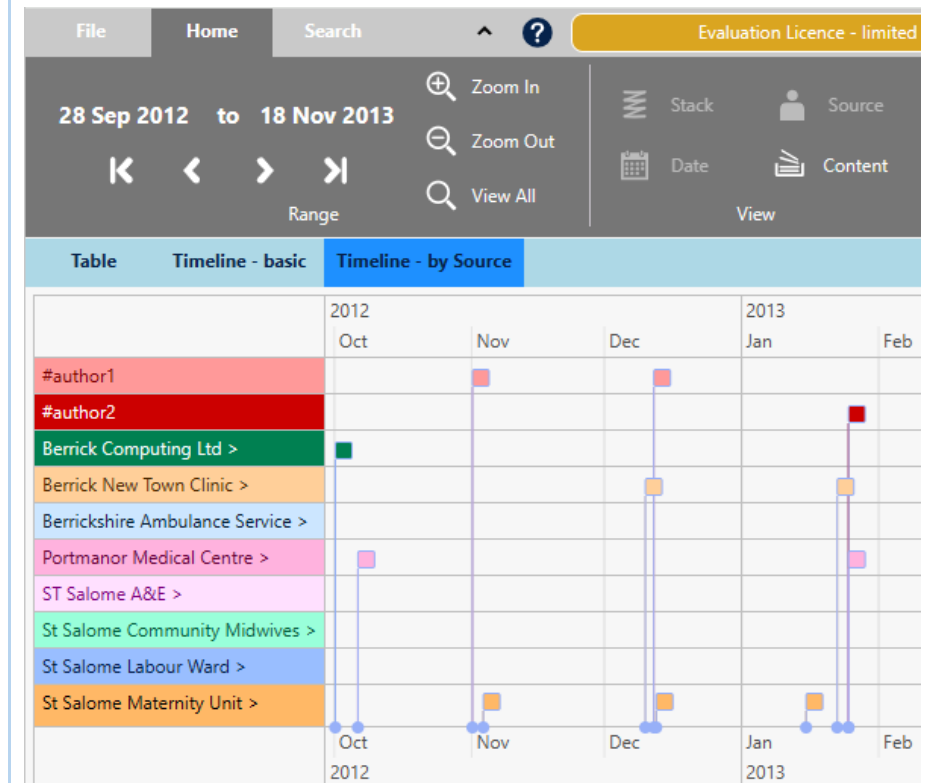 File Home Search ? Evaluation Licence - limited
28 Sep 2012 to 18 Nov 2013
Zoom In
Zoom Out
View All
Range
Stack Source
Date Content
View
Table Timeline - basic Timeline - by Source
2012 2013
Oct Nov Dec Jan Feb
#author1
#author2
Berrick Computing Ltd >
Berrick New Town Clinic >
Berrickshire Ambulance Service >
Portmanor Medical Centre >
ST Salome A&E >
St Salome Community Midwives >
St Salome Labour Ward >
St Salome Maternity Unit >
Oct Nov Dec Jan Feb
2012 2013